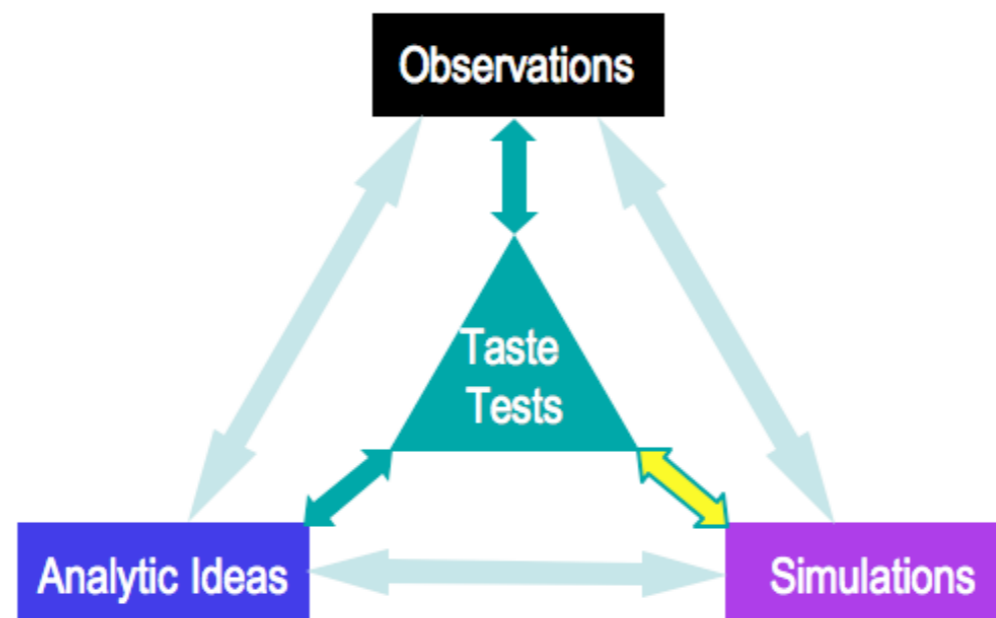 Observations
Taste
Tests
Analytic Ideas
Simulations